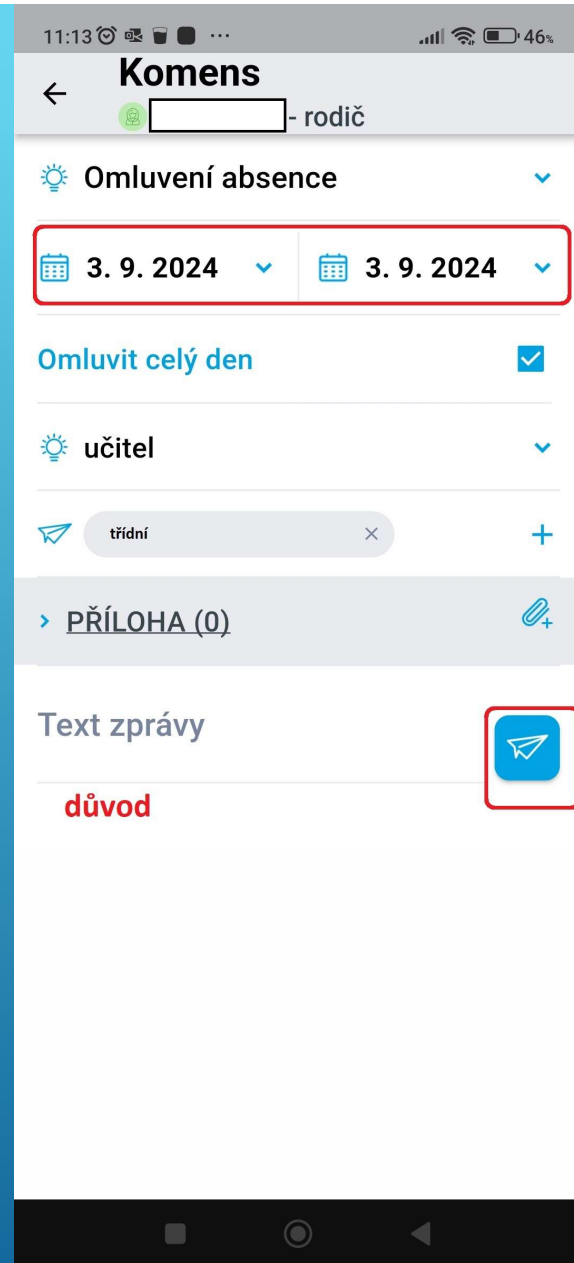 11:13 ... 46%
Komens
- rodič
Omluvení absence
3. 9. 2024 3. 9. 2024
Omluvit celý den
učitel
třídní
PŘÍLOHA (0)
Text zprávy
důvod